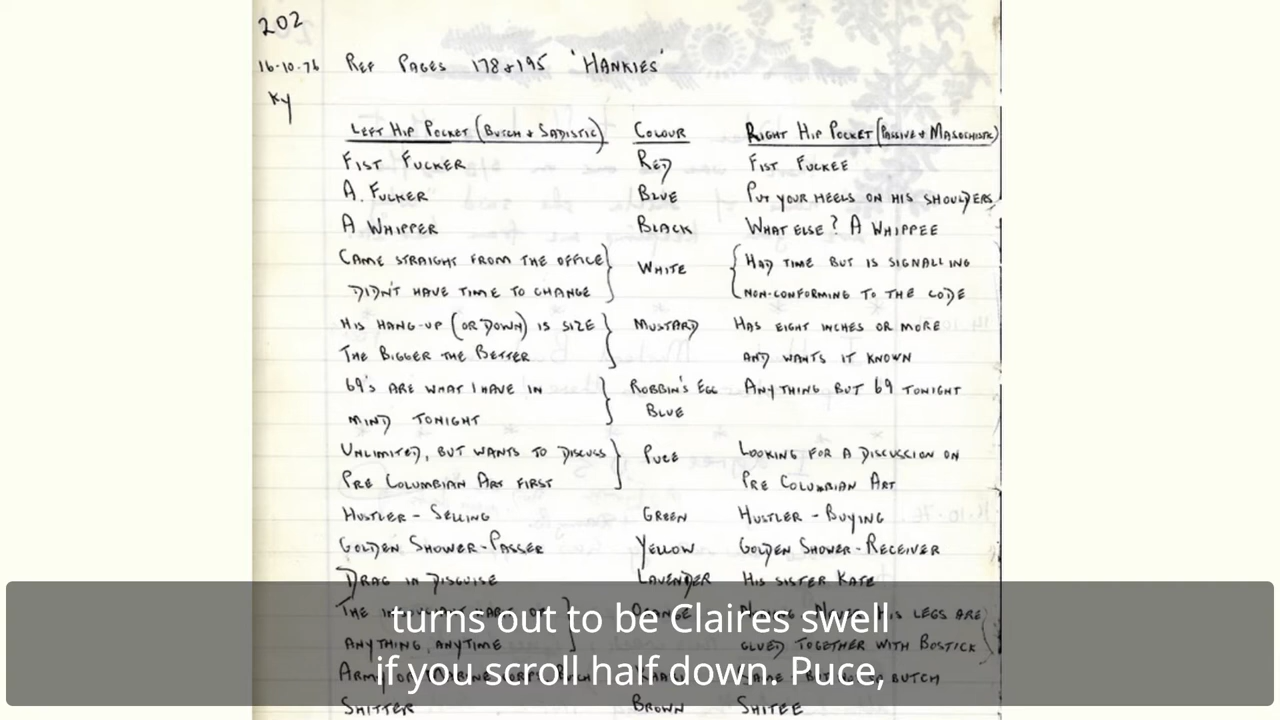 202
16-10-76 REF PAGES 178 & 195 'HANKIES'
KY
LEFT HIP POCKET (BUTCH & SADISTIC) COLOUR RIGHT HIP POCKET (PASSIVE & MASOCHISTIC)
FIST FUCKER RED FIST FUCKEE
A. FUCKER BLUE PUT YOUR HEELS ON HIS SHOULDERS
A WHIPPER BLACK WHAT ELSE? A WHIPPEE
CAME STRAIGHT FROM THE OFFICE WHITE HAD TIME BUT IS SIGNALLING
DIDN'T HAVE TIME TO CHANGE NON-CONFORMING TO THE CODE
HIS HANG-UP (OR DOWN) IS SIZE MUSTARD HAS EIGHT INCHES OR MORE
THE BIGGER THE BETTER AND WANTS IT KNOWN
69'S ARE WHAT I HAVE IN ROBBIN'S EGG ANYTHING BUT 69 TONIGHT
MIND TONIGHT BLUE
UNLIMITED, BUT WANTS TO DISCUSS PUCE LOOKING FOR A DISCUSSION ON
PRE COLUMBIAN ART FIRST PRE COLUMBIAN ART
HUSTLER - SELLING GREEN HUSTLER - BUYING
GOLDEN SHOWER-PASSER YELLOW GOLDEN SHOWER-RECEIVER
DRAG IN DISGUISE LAVENDER HIS SISTER KATE
THE OF ORANGE HIS LEGS ARE
ANYTHING, ANYTIME GLUED TOGETHER WITH BOSTICK
BUTCH
SHITTER BROWN SHITEE
turns out to be Claires swell
if you scroll half down. Puce,